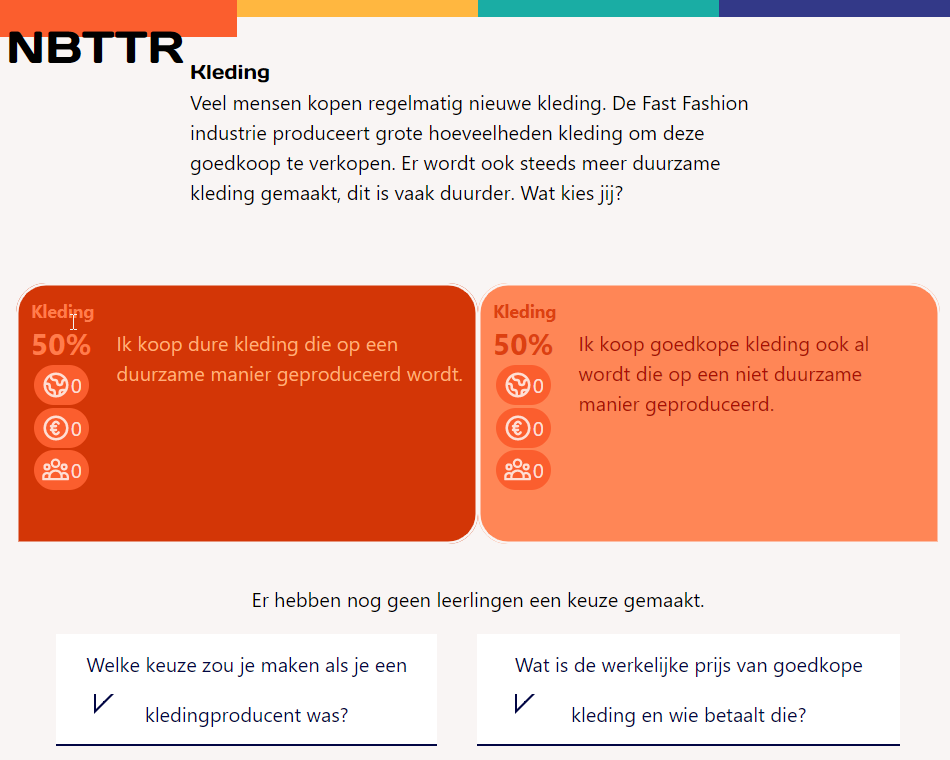 NBTTR
Kleding
Veel mensen kopen regelmatig nieuwe kleding. De Fast Fashion
industrie produceert grote hoeveelheden kleding om deze
goedkoop te verkopen. Er wordt ook steeds meer duurzame
kleding gemaakt, dit is vaak duurder. Wat kies jij?
Kleding
50%
Ik koop dure kleding die op een
duurzame manier geproduceerd wordt.
0
0
0
Kleding
50%
Ik koop goedkope kleding ook al
wordt die op een niet duurzame
manier geproduceerd.
0
0
0
Er hebben nog geen leerlingen een keuze gemaakt.
Welke keuze zou je maken als je een
kledingproducent was?
Wat is de werkelijke prijs van goedkope
kleding en wie betaalt die?